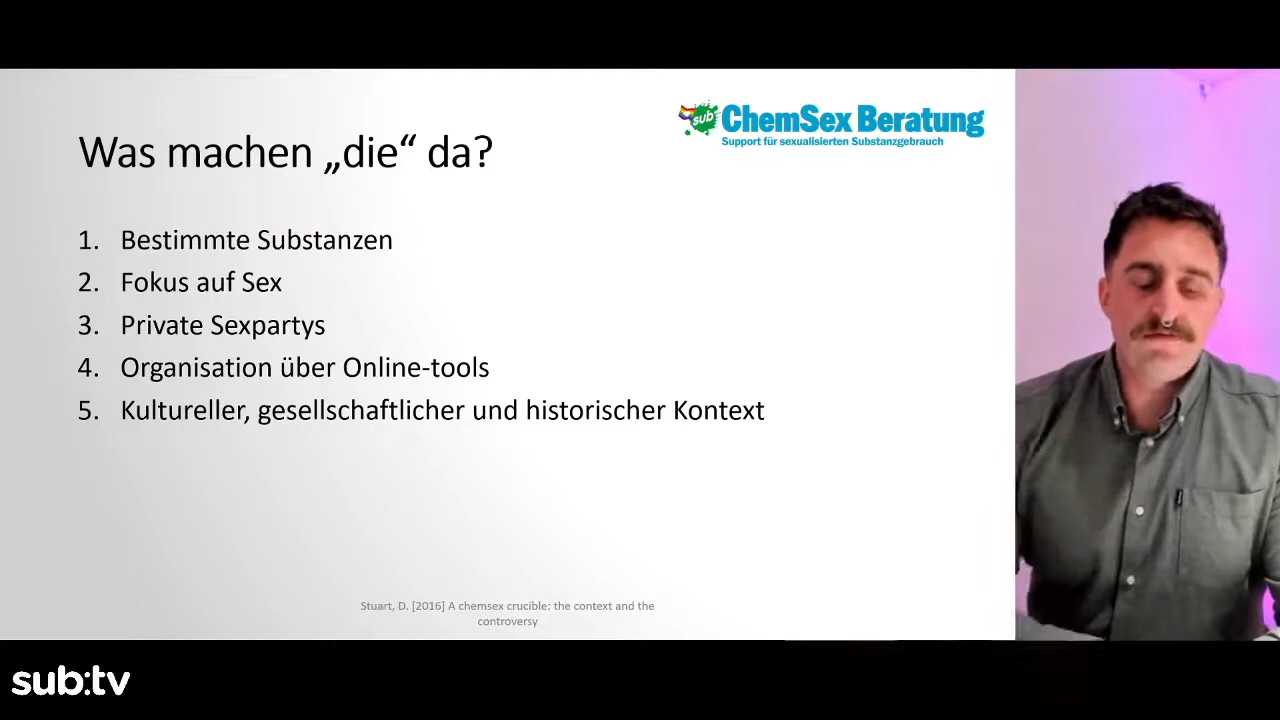 Was machen „die“ da?
sub ChemSex Beratung
Support für sexualisierten Substanzgebrauch
1. Bestimmte Substanzen
2. Fokus auf Sex
3. Private Sexpartys
4. Organisation über Online-tools
5. Kultureller, gesellschaftlicher und historischer Kontext
Stuart, D. [2016] A chemsex crucible: the context and the
controversy
sub:tv